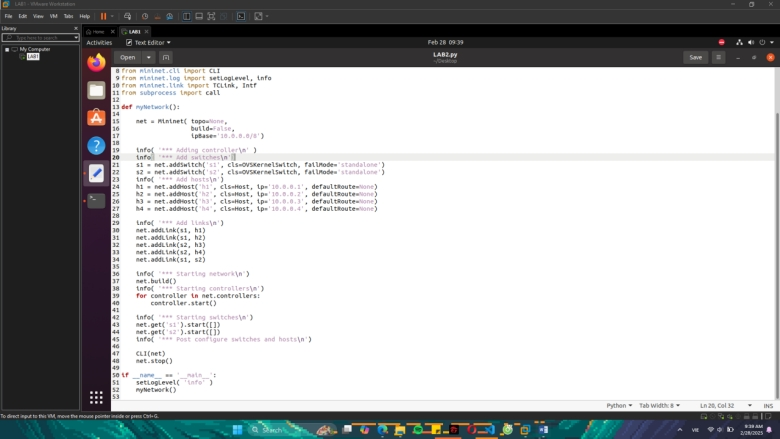 LAB1 - VMware Workstation
File Edit View VM Tabs Help
Library
Type here to search
My Computer
LAB1
Home
LAB1
Activities
Text Editor
Feb 28 09:39
Open
LAB2.py
~/Desktop
Save
8 from mininet.cli import CLI
9 from mininet.log import setLogLevel, info
10 from mininet.link import TCLink, Intf
11 from subprocess import call
12
13 def myNetwork():
14
15     net = Mininet( topo=None,
16                    build=False,
17                    ipBase='10.0.0.0/8')
18
19     info( '*** Adding controller\n' )
20     info( '*** Add switches\n')
21     s1 = net.addSwitch('s1', cls=OVSKernelSwitch, failMode='standalone')
22     s2 = net.addSwitch('s2', cls=OVSKernelSwitch, failMode='standalone')
23     info( '*** Add hosts\n')
24     h1 = net.addHost('h1', cls=Host, ip='10.0.0.1', defaultRoute=None)
25     h2 = net.addHost('h2', cls=Host, ip='10.0.0.2', defaultRoute=None)
26     h3 = net.addHost('h3', cls=Host, ip='10.0.0.3', defaultRoute=None)
27     h4 = net.addHost('h4', cls=Host, ip='10.0.0.4', defaultRoute=None)
28
29     info( '*** Add links\n')
30     net.addLink(s1, h1)
31     net.addLink(s1, h2)
32     net.addLink(s2, h3)
33     net.addLink(s2, h4)
34     net.addLink(s1, s2)
35
36     info( '*** Starting network\n')
37     net.build()
38     info( '*** Starting controllers\n')
39     for controller in net.controllers:
40         controller.start()
41
42     info( '*** Starting switches\n')
43     net.get('s1').start([])
44     net.get('s2').start([])
45     info( '*** Post configure switches and hosts\n')
46
47     CLI(net)
48     net.stop()
49
50 if __name__ == '__main__':
51     setLogLevel( 'info' )
52     myNetwork()
53
Python Tab Width: 8 Ln 20, Col 32 INS
To direct input to this VM, move the mouse pointer inside or press Ctrl+G.
Search
VIE
9:39 AM
2/28/2025